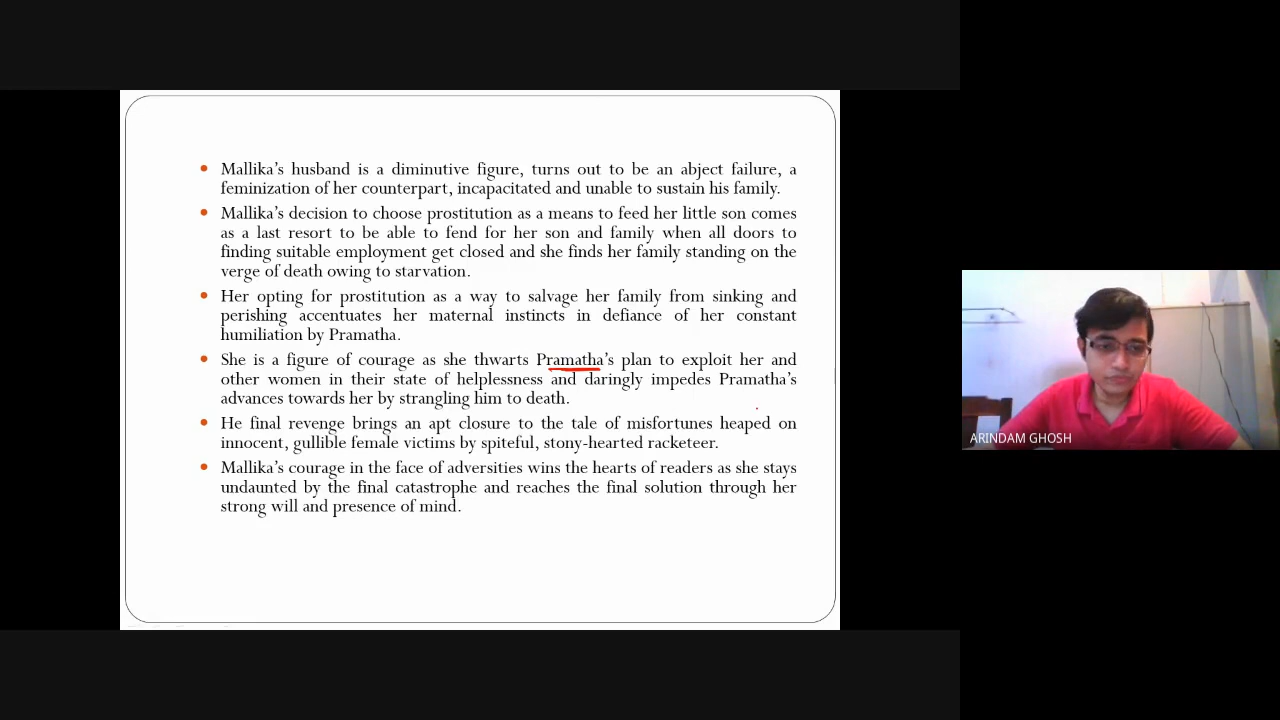 Mallika's husband is a diminutive figure, turns out to be an abject failure, a
feminization of her counterpart, incapacitated and unable to sustain his family.
Mallika's decision to choose prostitution as a means to feed her little son comes
as a last resort to be able to fend for her son and family when all doors to
finding suitable employment get closed and she finds her family standing on the
verge of death owing to starvation.
Her opting for prostitution as a way to salvage her family from sinking and
perishing accentuates her maternal instincts in defiance of her constant
humiliation by Pramatha.
She is a figure of courage as she thwarts Pramatha's plan to exploit her and
other women in their state of helplessness and daringly impedes Pramatha's
advances towards her by strangling him to death.
He final revenge brings an apt closure to the tale of misfortunes heaped on
innocent, gullible female victims by spiteful, stony-hearted racketeer.
Mallika's courage in the face of adversities wins the hearts of readers as she stays
undaunted by the final catastrophe and reaches the final solution through her
strong will and presence of mind.
ARINDAM GHOSH